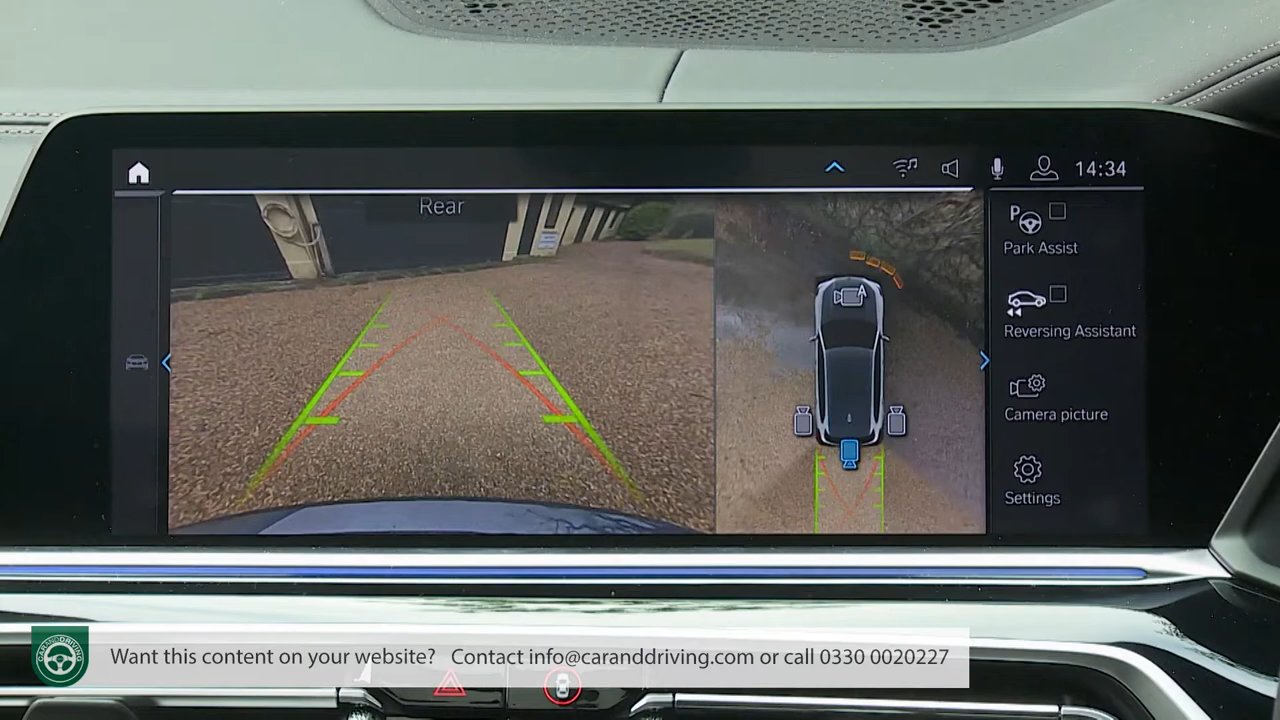 14:34
Rear
P
Park Assist
A
Reversing Assistant
Camera picture
Settings
CARANDDRIVING
Want this content on your website? Contact info@caranddriving.com or call 0330 0020227